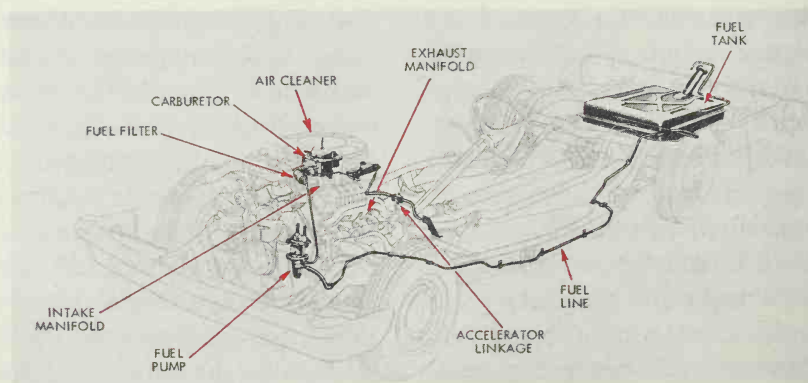 FUEL
TANK
EXHAUST
MANIFOLD
AIR CLEANER
CARBURETOR
FUEL FILTER
FUEL
LINE
INTAKE
MANIFOLD
ACCELERATOR
LINKAGE
FUEL
PUMP